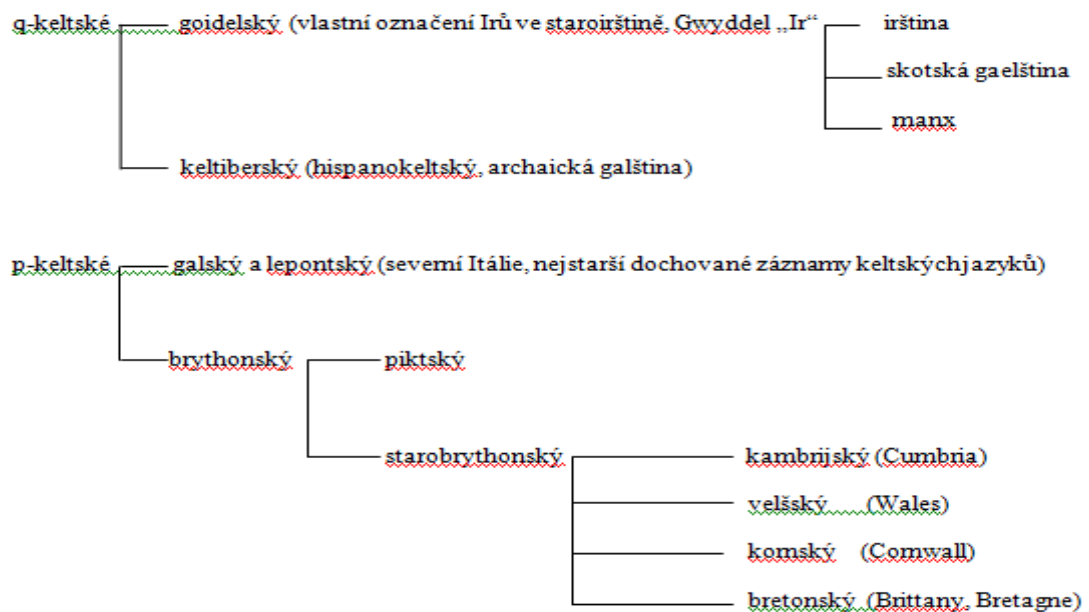 q-keltské goidelský (vlastní označení Irů ve staroirštině, Gwyddel „Ir“ irština
skotská gaelština
manx
keltiberský (hispanokeltský, archaická galština)
p-keltské galský a lepontský (severní Itálie, nejstarší dochované záznamy keltských jazyků)
brythonský piktský
starobrythonský kambrijský (Cumbria)
velšský (Wales)
kornský (Cornwall)
bretonský (Brittany, Bretagne)